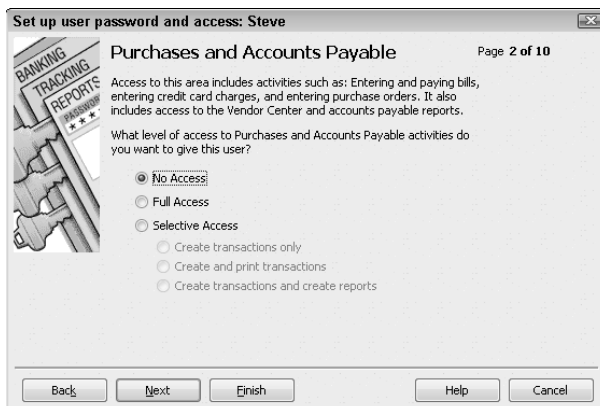 Set up user password and access: Steve
BANKING
TRACKING
REPORTS
PASSWORD
****
Purchases and Accounts Payable
Page 2 of 10
Access to this area includes activities such as: Entering and paying bills,
entering credit card charges, and entering purchase orders. It also
includes access to the Vendor Center and accounts payable reports.
What level of access to Purchases and Accounts Payable activities do
you want to give this user?
No Access
Full Access
Selective Access
Create transactions only
Create and print transactions
Create transactions and create reports
Back
Next
Finish
Help
Cancel